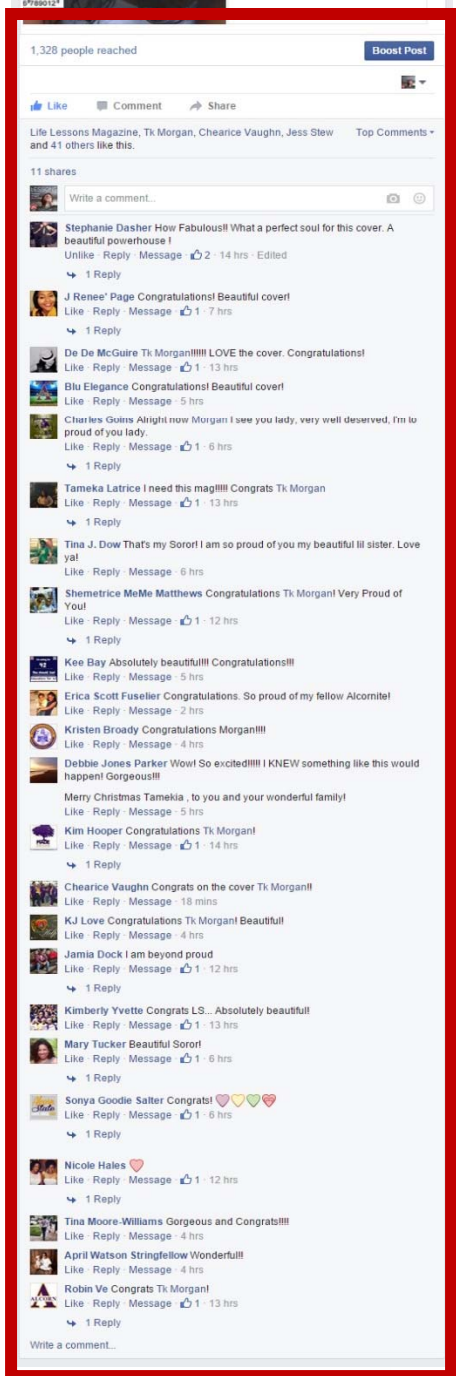 6"789012"
1,328 people reached
Boost Post
Like Comment Share
Life Lessons Magazine, Tk Morgan, Chearice Vaughn, Jess Stew Top Comments
and 41 others like this.
11 shares
Write a comment...
Stephanie Dasher How Fabulous!! What a perfect soul for this cover. A
beautiful powerhouse !
Unlike · Reply · Message · 2 · 14 hrs · Edited
1 Reply
J Renee' Page Congratulations! Beautiful cover!
Like · Reply · Message · 1 · 7 hrs
1 Reply
De De McGuire Tk Morgan!!!!!! LOVE the cover. Congratulations!
Like · Reply · Message · 1 · 13 hrs
Blu Elegance Congratulations! Beautiful cover!
Like · Reply · Message · 5 hrs
Charles Goins Alright now Morgan I see you lady, very well deserved, I'm to
proud of you lady.
Like · Reply · Message · 1 · 6 hrs
1 Reply
Tameka Latrice I need this mag!!!!! Congrats Tk Morgan
Like · Reply · Message · 1 · 13 hrs
1 Reply
Tina J. Dow That's my Soror! I am so proud of you my beautiful lil sister. Love
ya!
Like · Reply · Message · 6 hrs
Shemetrice MeMe Matthews Congratulations Tk Morgan! Very Proud of
You!
Like · Reply · Message · 1 · 12 hrs
1 Reply
Kee Bay Absolutely beautiful!!! Congratulations!!!
Like · Reply · Message · 5 hrs
Erica Scott Fuselier Congratulations. So proud of my fellow Alcornite!
Like · Reply · Message · 2 hrs
Kristen Broady Congratulations Morgan!!!!
Like · Reply · Message · 4 hrs
Debbie Jones Parker Wow! So excited!!!!! I KNEW something like this would
happen! Gorgeous!!!
Merry Christmas Tamekia , to you and your wonderful family!
Like · Reply · Message · 5 hrs
Kim Hooper Congratulations Tk Morgan!
Like · Reply · Message · 1 · 14 hrs
1 Reply
Chearice Vaughn Congrats on the cover Tk Morgan!!
Like · Reply · Message · 18 mins
KJ Love Congratulations Tk Morgan! Beautiful!
Like · Reply · Message · 4 hrs
Jamia Dock I am beyond proud
Like · Reply · Message · 1 · 12 hrs
1 Reply
Kimberly Yvette Congrats LS... Absolutely beautiful!
Like · Reply · Message · 1 · 13 hrs
Mary Tucker Beautiful Soror!
Like · Reply · Message · 1 · 6 hrs
1 Reply
Sonya Goodie Salter Congrats!
Like · Reply · Message · 1 · 6 hrs
1 Reply
Nicole Hales
Like · Reply · Message · 1 · 12 hrs
1 Reply
Tina Moore-Williams Gorgeous and Congrats!!!!
Like · Reply · Message · 4 hrs
April Watson Stringfellow Wonderful!!
Like · Reply · Message · 4 hrs
ALCORN
Robin Ve Congrats Tk Morgan!
Like · Reply · Message · 1 · 13 hrs
1 Reply
Write a comment...